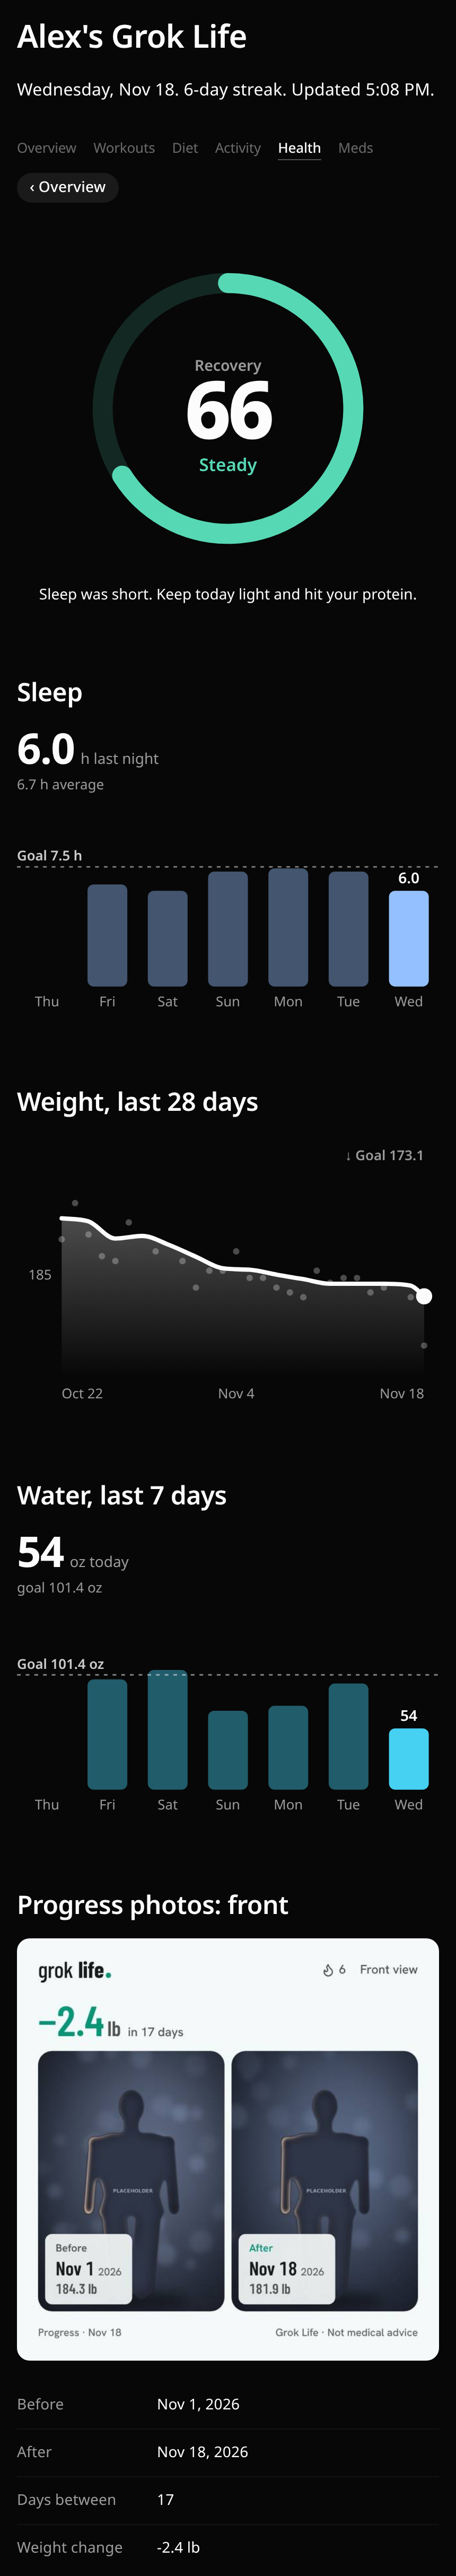 Alex's Grok Life
Wednesday, Nov 18. 6-day streak. Updated 5:08 PM.
Overview Workouts Diet Activity Health Meds
‹ Overview
Recovery
66
Steady
Sleep was short. Keep today light and hit your protein.
Sleep
6.0 h last night
6.7 h average
Goal 7.5 h
6.0
Thu Fri Sat Sun Mon Tue Wed
Weight, last 28 days
↓ Goal 173.1
185
Oct 22 Nov 4 Nov 18
Water, last 7 days
54 oz today
goal 101.4 oz
Goal 101.4 oz
54
Thu Fri Sat Sun Mon Tue Wed
Progress photos: front
grok life. 6 Front view
−2.4 lb in 17 days
PLACEHOLDER PLACEHOLDER
Before
Nov 1 2026
184.3 lb
After
Nov 18 2026
181.9 lb
Progress · Nov 18 Grok Life · Not medical advice
Before Nov 1, 2026
After Nov 18, 2026
Days between 17
Weight change -2.4 lb